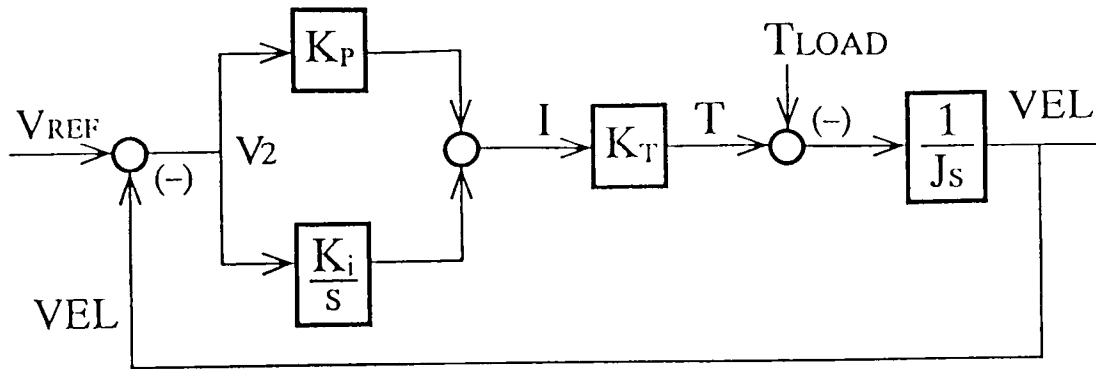 KP
TLOAD
VREF
(-)
V2
I
KT
T
(-)
1
Js
VEL
Ki
s
VEL